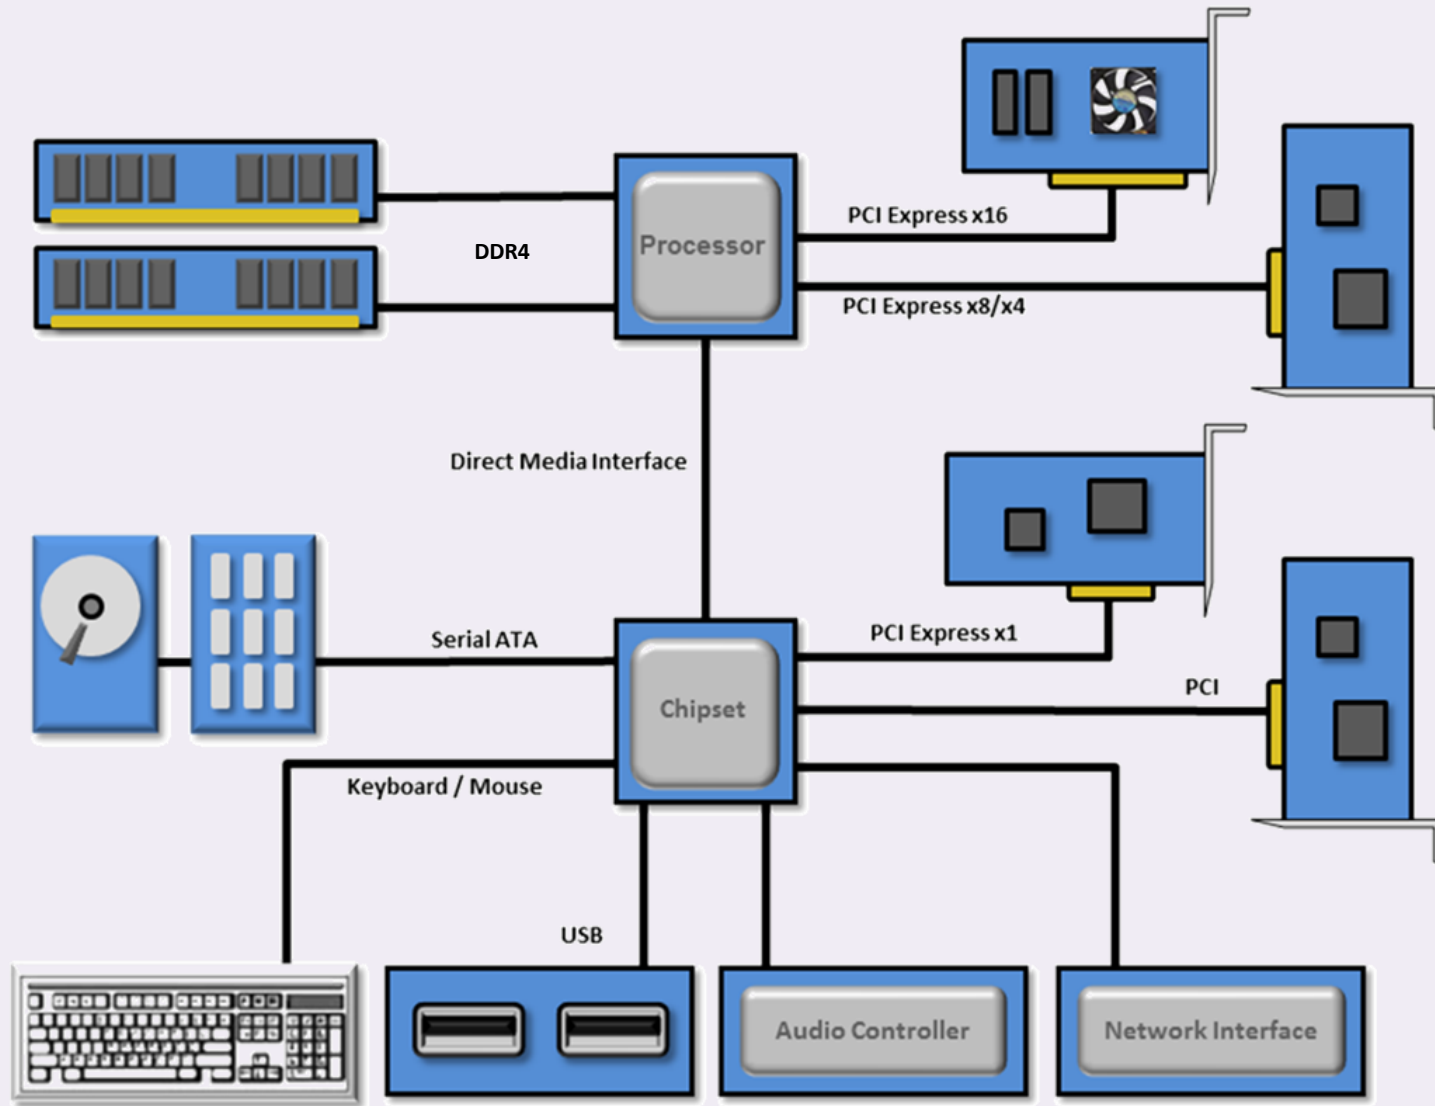 PCI Express x16
Processor
DDR4
PCI Express x8/x4
Direct Media Interface
Serial ATA
PCI Express x1
PCI
Chipset
Keyboard / Mouse
USB
Audio Controller
Network Interface